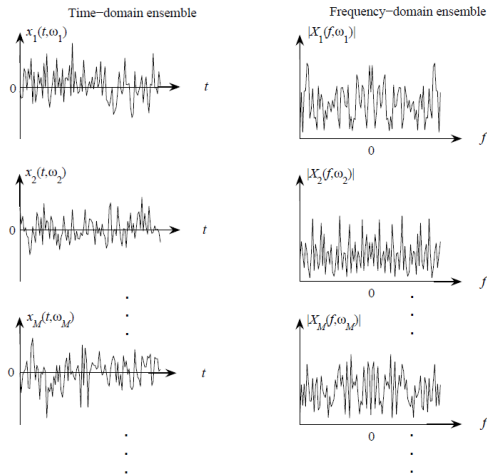 Time−domain ensemble
Frequency−domain ensemble
x1(t,ω1)
|X1(f,ω1)|
0
t
0
f
x2(t,ω2)
|X2(f,ω2)|
0
t
0
f
xM(t,ωM)
|XM(f,ωM)|
0
t
0
f